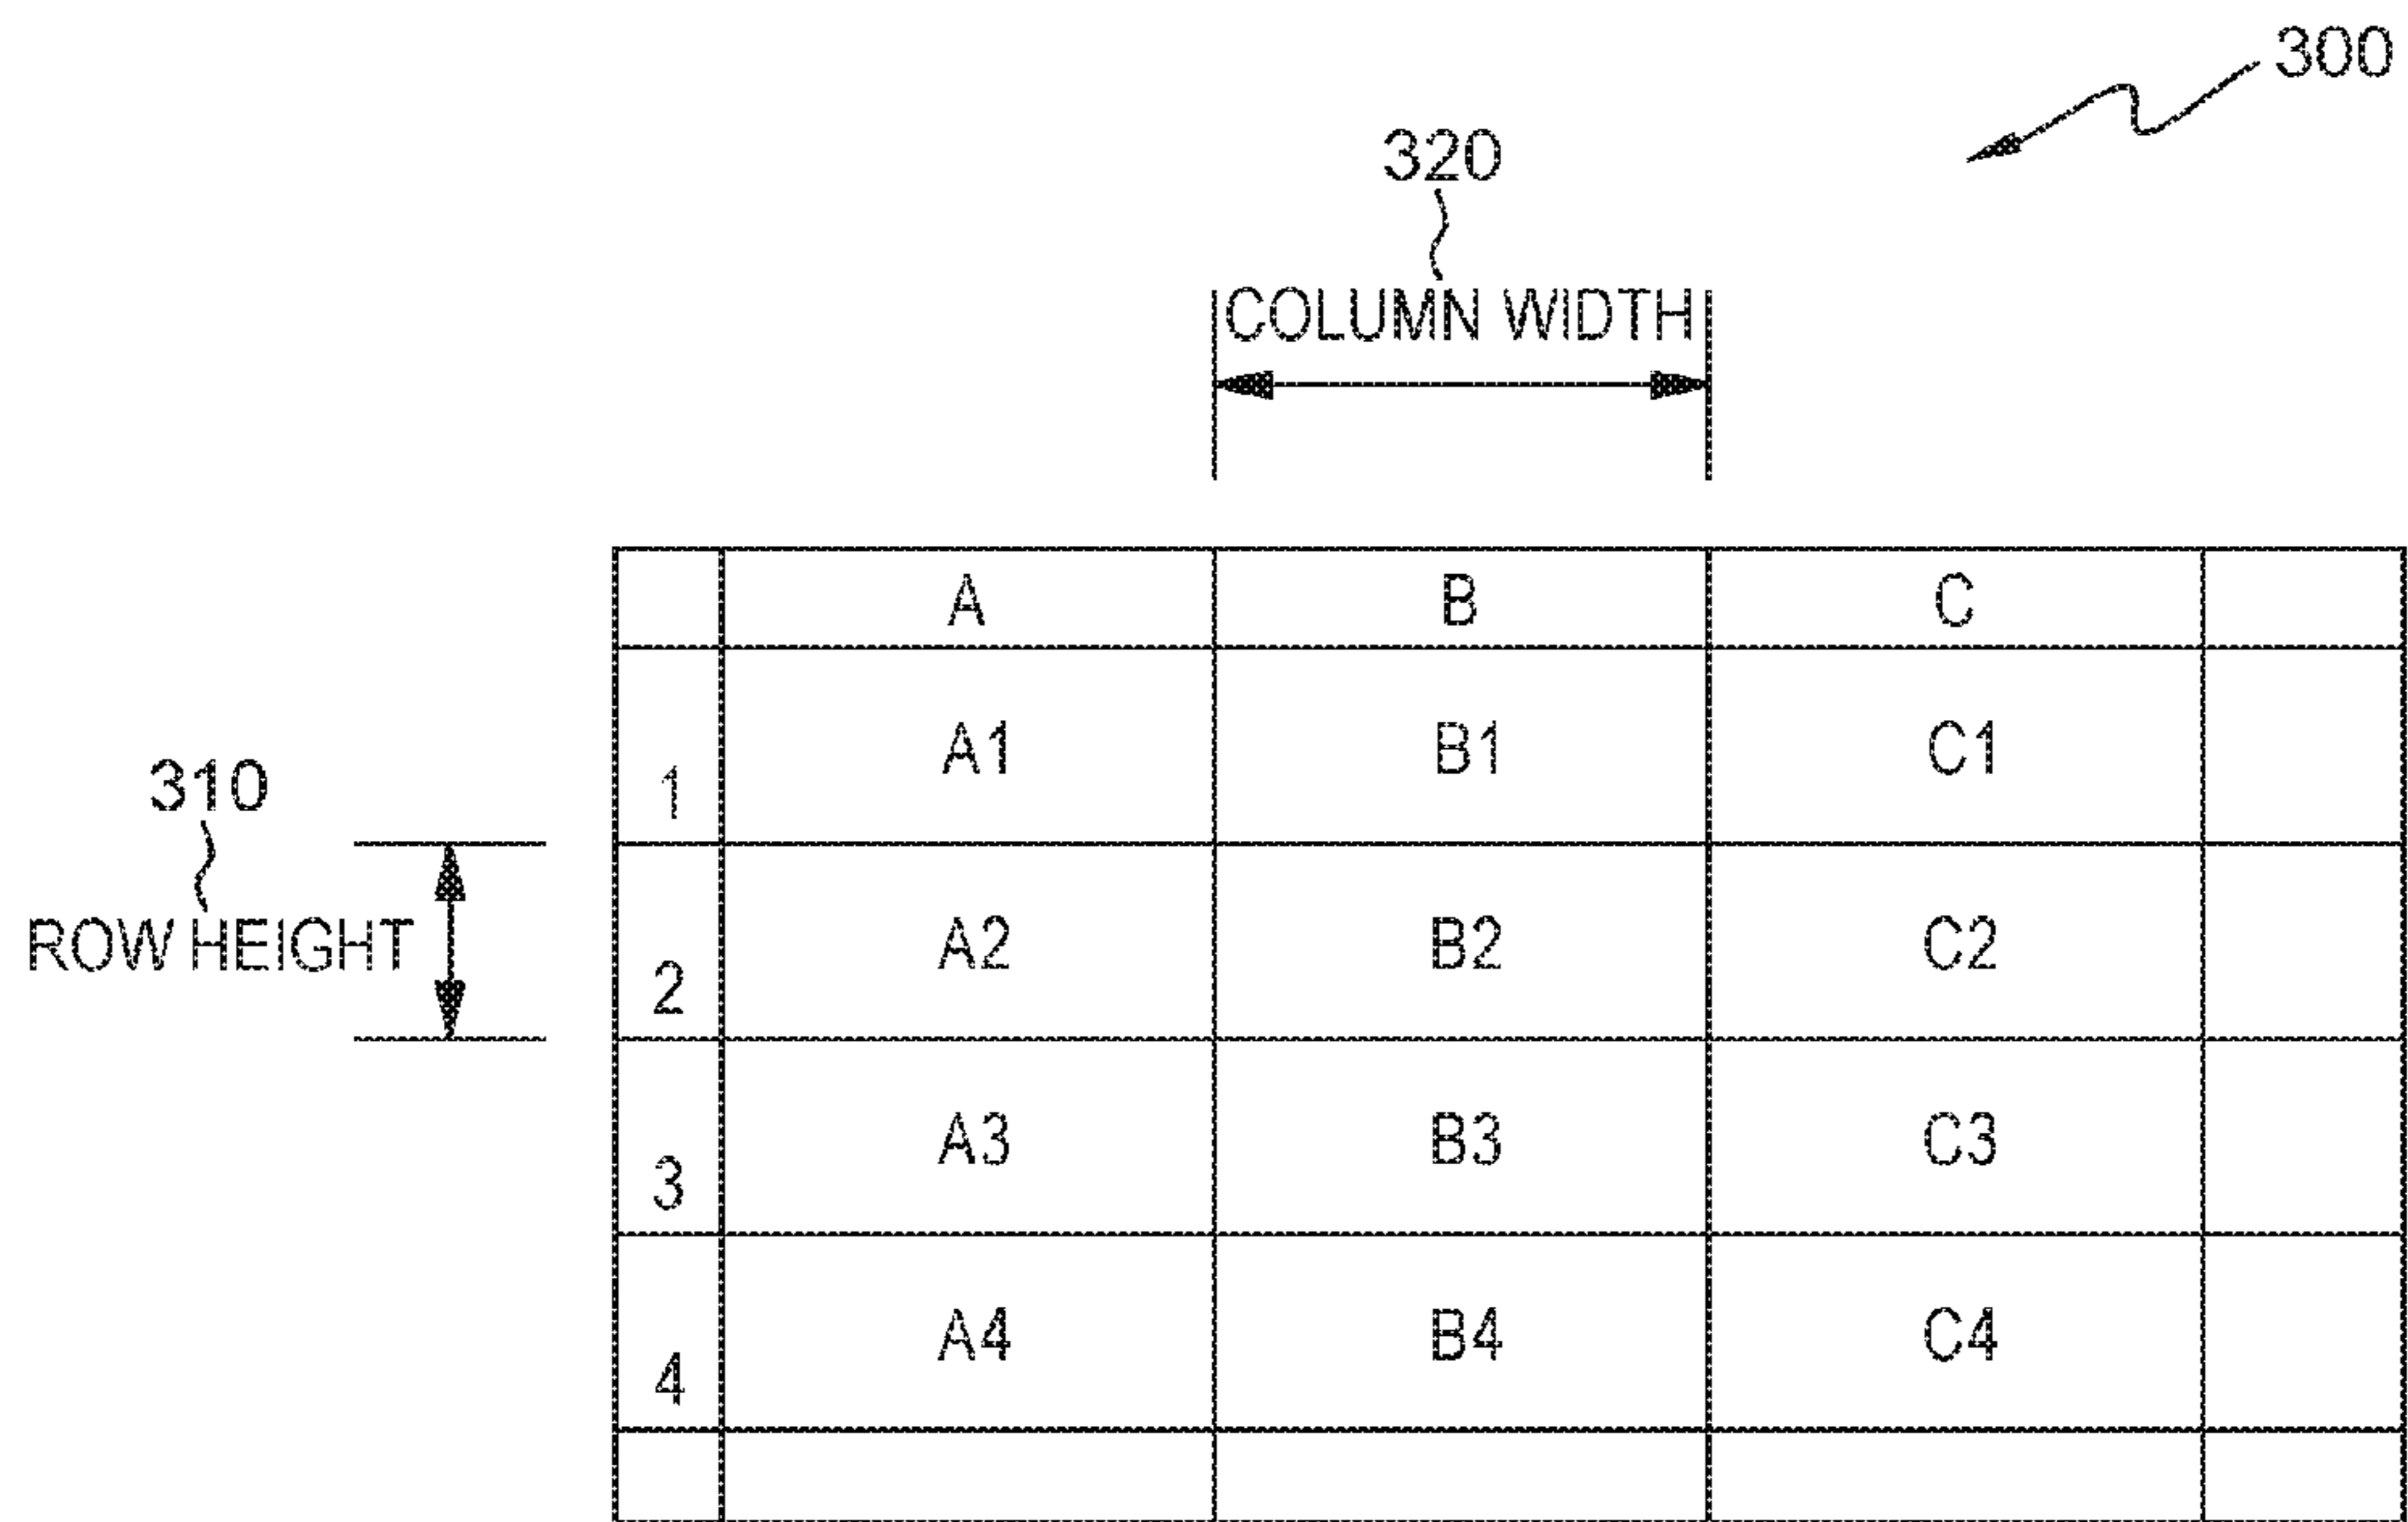 300
320
COLUMN WIDTH
A B C
A1 B1 C1
1
310
A2 B2 C2
ROW HEIGHT
2
A3 B3 C3
3
A4 B4 C4
4